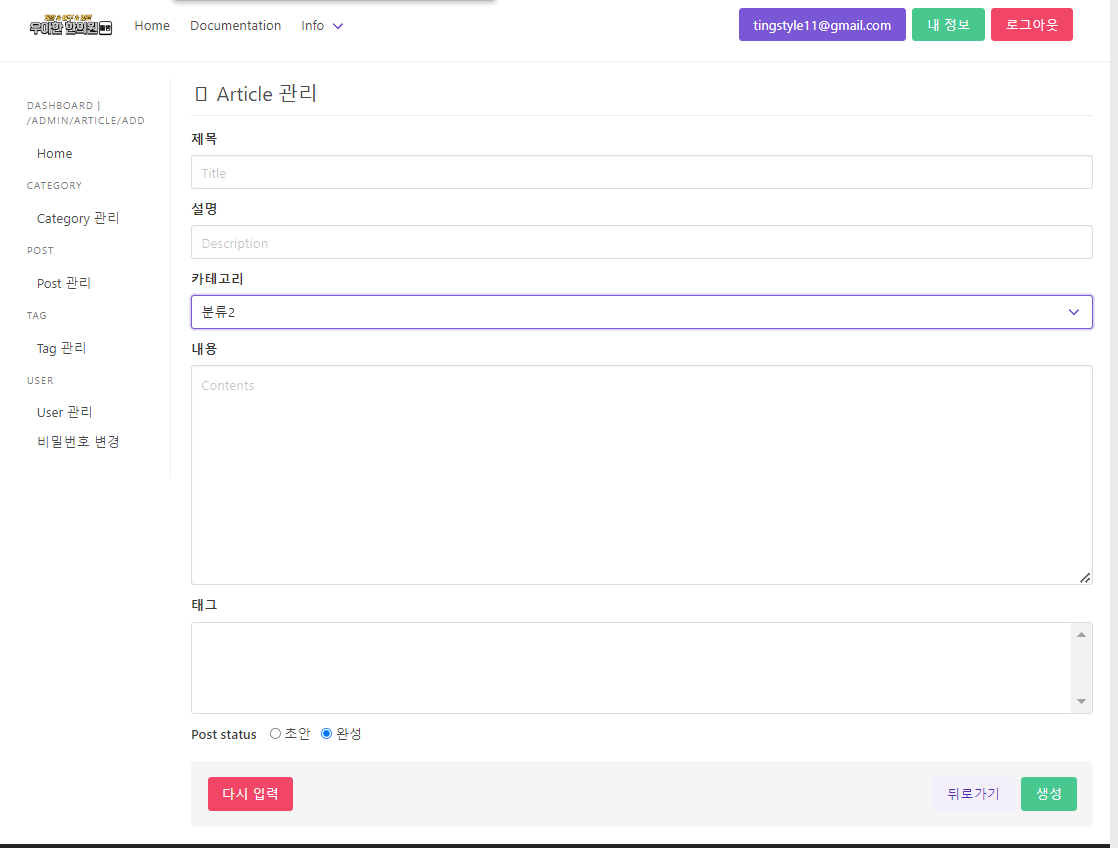 우아한 한의원
Home Documentation Info
tingstyle11@gmail.com 내 정보 로그아웃
DASHBOARD |
/ADMIN/ARTICLE/ADD
Home
CATEGORY
Category 관리
POST
Post 관리
TAG
Tag 관리
USER
User 관리
비밀번호 변경
Article 관리
제목
Title
설명
Description
카테고리
분류2
내용
Contents
태그
Post status 초안 완성
다시 입력 뒤로가기 생성